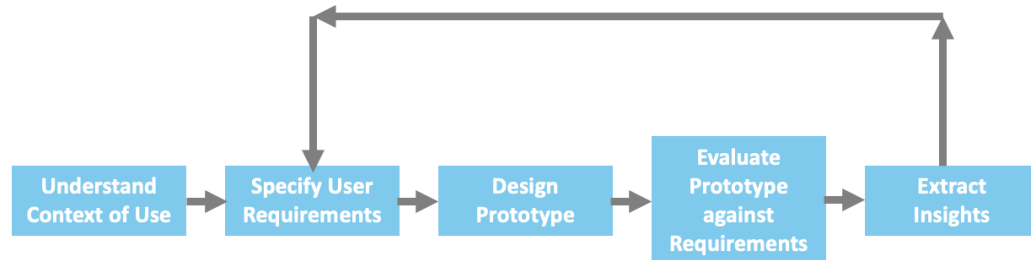 Understand
Context of Use
Specify User
Requirements
Design
Prototype
Evaluate
Prototype
against
Requirements
Extract
Insights